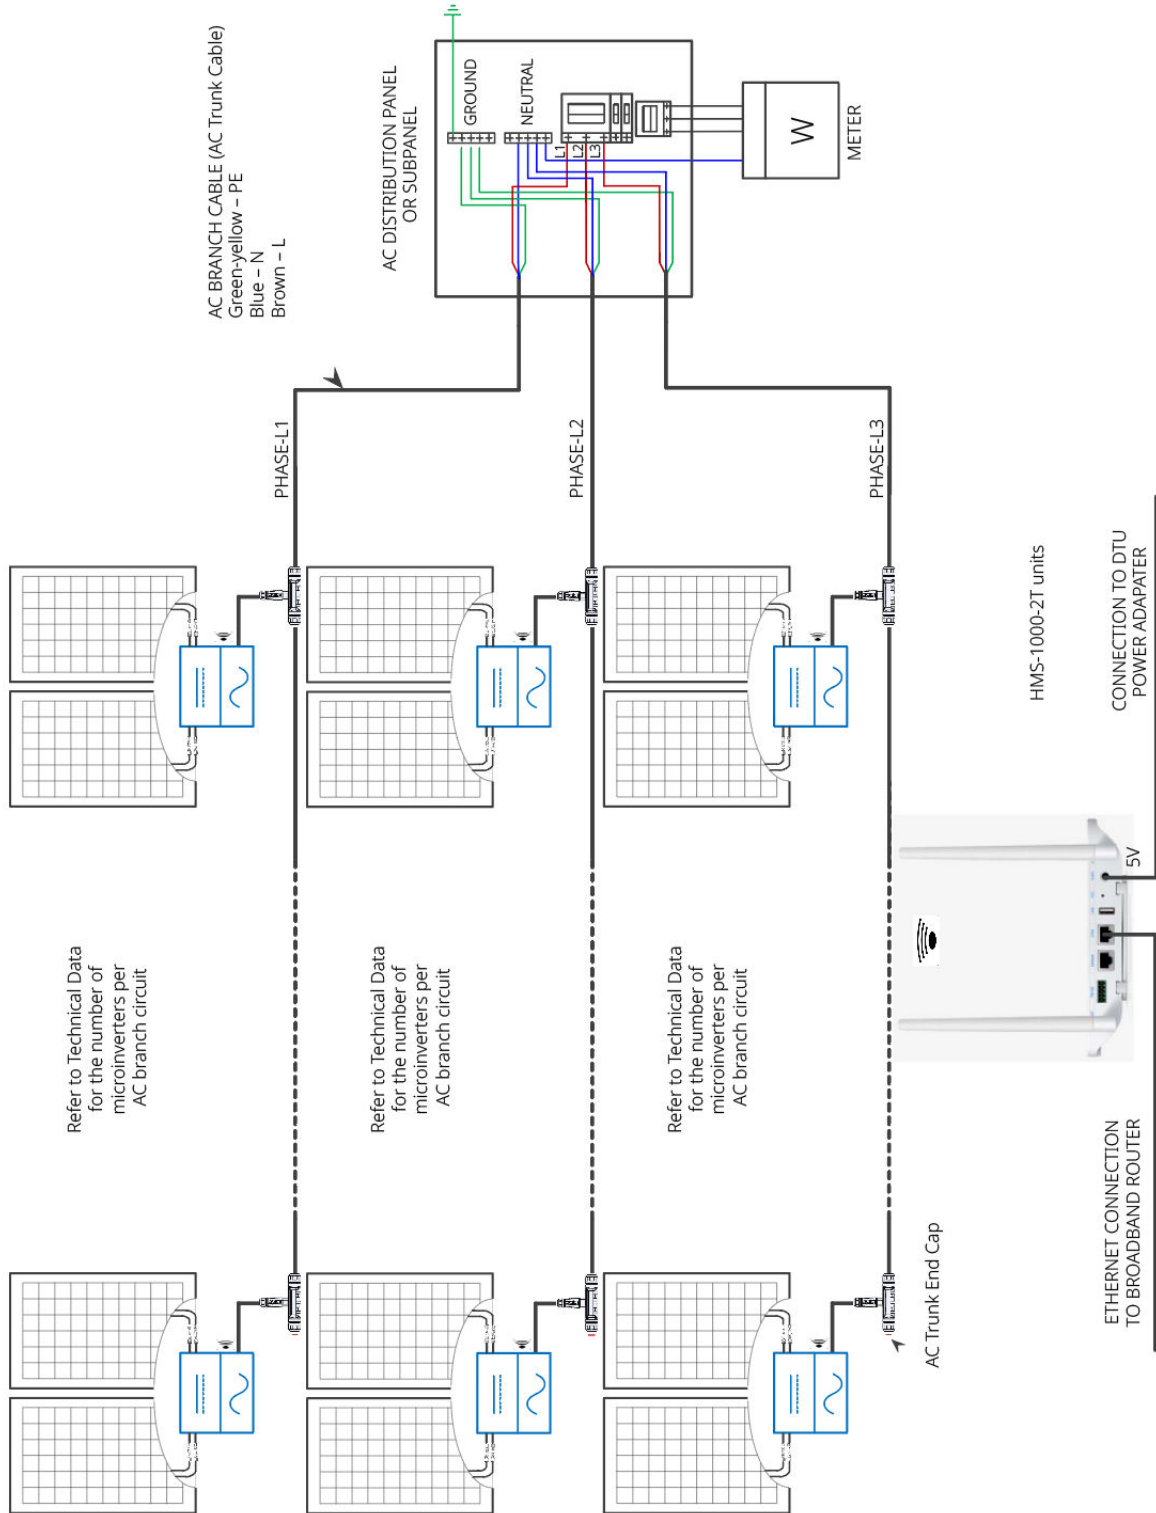 AC BRANCH CABLE (AC Trunk Cable)
Green-yellow – PE
Blue – N
Brown – L
AC DISTRIBUTION PANEL
OR SUBPANEL
GROUND
NEUTRAL
L1
L2
L3
W
METER
PHASE-L1
PHASE-L2
PHASE-L3
Refer to Technical Data
for the number of
microinverters per
AC branch circuit
Refer to Technical Data
for the number of
microinverters per
AC branch circuit
Refer to Technical Data
for the number of
microinverters per
AC branch circuit
HMS-1000-2T units
CONNECTION TO DTU
POWER ADAPATER
5V
AC Trunk End Cap
ETHERNET CONNECTION
TO BROADBAND ROUTER